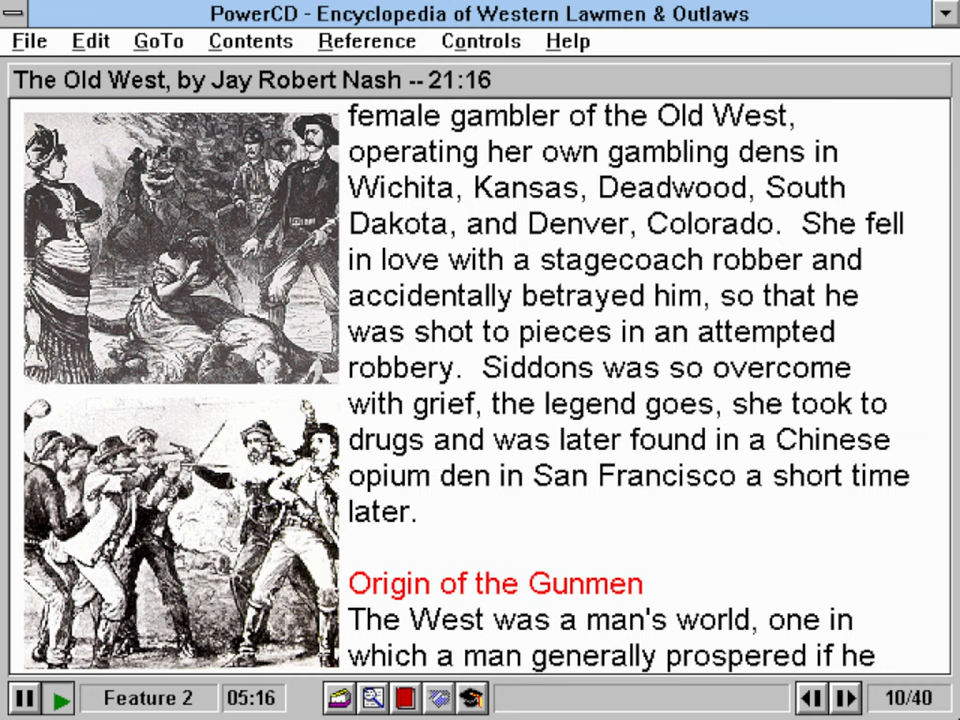 PowerCD - Encyclopedia of Western Lawmen & Outlaws
File Edit GoTo Contents Reference Controls Help
The Old West, by Jay Robert Nash -- 21:16
female gambler of the Old West,
operating her own gambling dens in
Wichita, Kansas, Deadwood, South
Dakota, and Denver, Colorado.  She fell
in love with a stagecoach robber and
accidentally betrayed him, so that he
was shot to pieces in an attempted
robbery.  Siddons was so overcome
with grief, the legend goes, she took to
drugs and was later found in a Chinese
opium den in San Francisco a short time
later.
Origin of the Gunmen
The West was a man's world, one in
which a man generally prospered if he
Feature 2 05:16 10/40